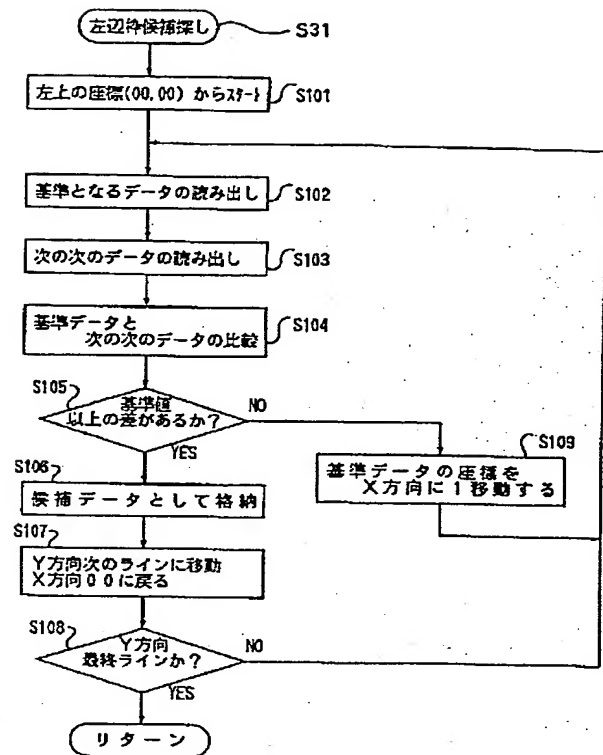 左辺枠候補探し
S31
左上の座標(00,00) からスタート
S101
基準となるデータの読み出し
S102
次の次のデータの読み出し
S103
基準データと
次の次のデータの比較
S104
S105
基準値
以上の差があるか?
NO
YES
S109
基準データの座標を
X方向に1移動する
S106
候補データとして格納
S107
Y方向次のラインに移動
X方向00に戻る
S108
Y方向
最終ラインか?
NO
YES
リターン